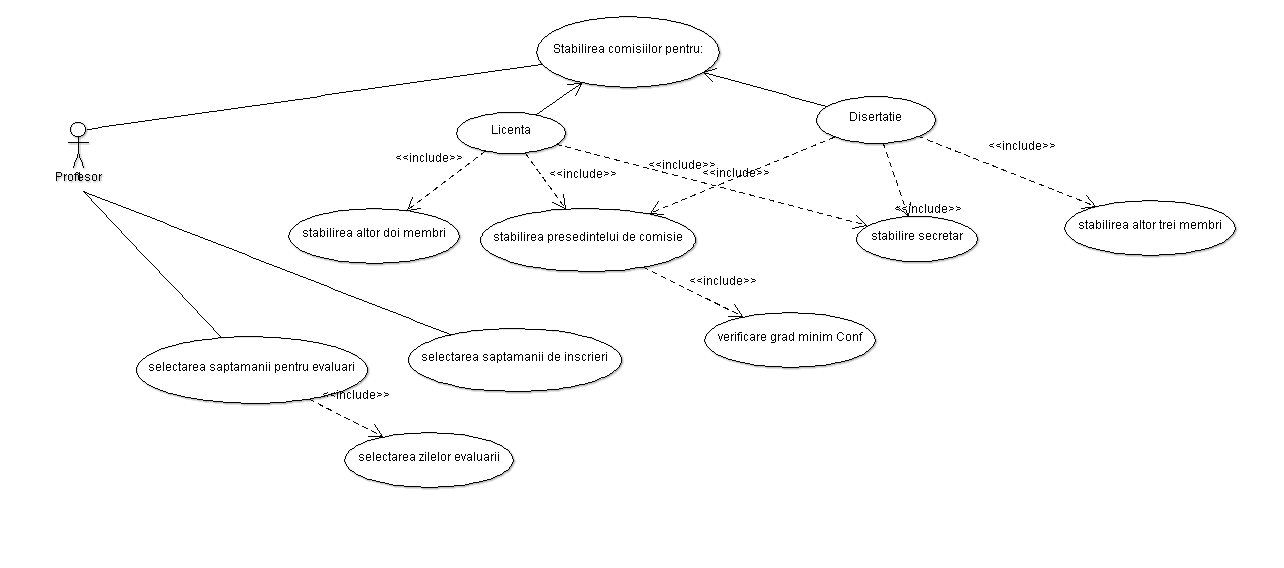 Stabilirea comisiilor pentru:
Licenta
Disertatie
<<include>>
<<include>>
<<include>>
<<include>>
<<include>>
<<include>>
Profesor
stabilirea altor doi membri
stabilirea presedintelui de comisie
stabilire secretar
stabilirea altor trei membri
<<include>>
verificare grad minim Conf
selectarea saptamanii pentru evaluari
selectarea saptamanii de inscrieri
<<include>>
selectarea zilelor evaluarii